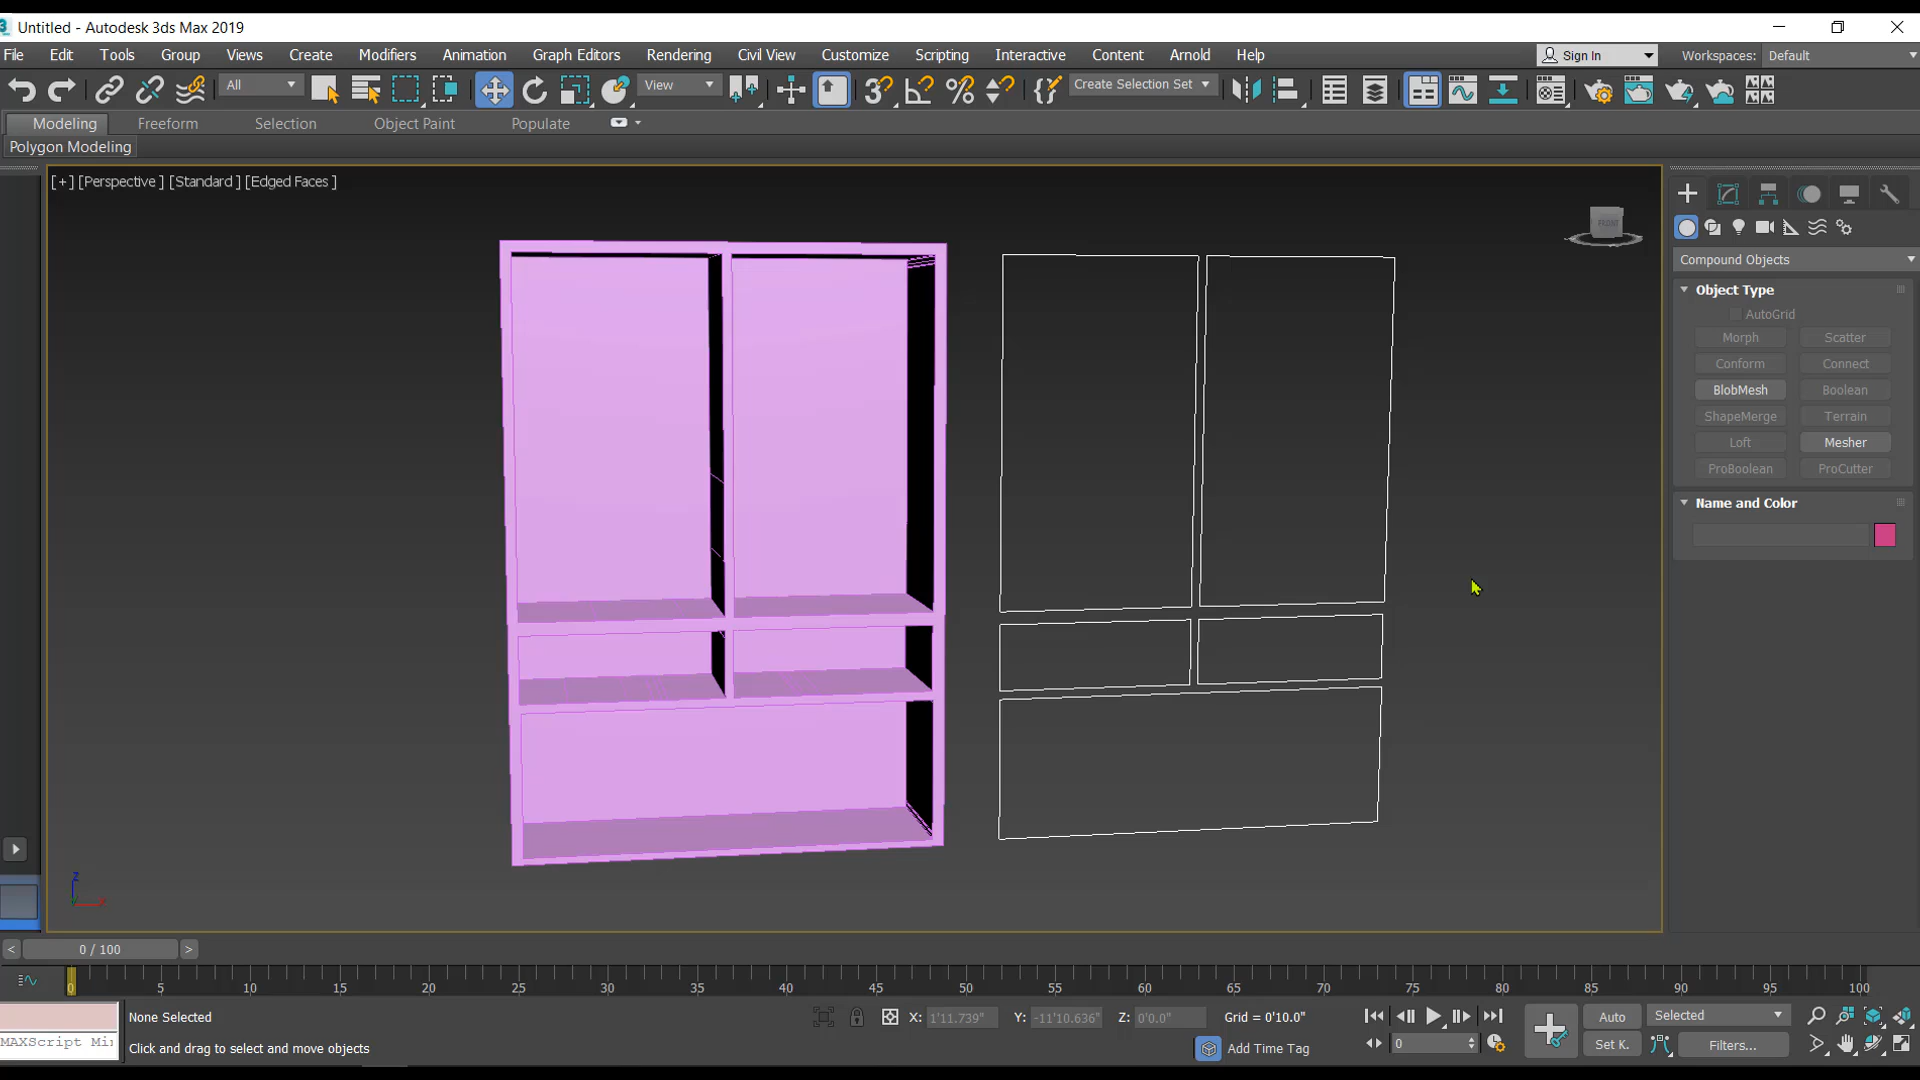 Untitled - Autodesk 3ds Max 2019
File Edit Tools Group Views Create Modifiers Animation Graph Editors Rendering Civil View Customize Scripting Interactive Content Arnold Help Sign In Workspaces: Default
All View Create Selection Set
Modeling Freeform Selection Object Paint Populate
Polygon Modeling
[+] [Perspective ] [Standard ] [Edged Faces ]
FRONT
Compound Objects
Object Type
AutoGrid
Morph Scatter
Conform Connect
BlobMesh Boolean
ShapeMerge Terrain
Loft Mesher
ProBoolean ProCutter
Name and Color
z
x
0 / 100
0 5 10 15 20 25 30 35 40 45 50 55 60 65 70 75 80 85 90 95 100
None Selected X: 1'11.739" Y: -11'10.636" Z: 0'0.0" Grid = 0'10.0" Auto Selected
MAXScript Mi
Click and drag to select and move objects Add Time Tag 0 Set K. Filters...